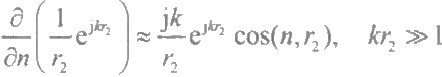 ∂/∂n (1/r₂ e^{jkr₂}) ≈ jk/r₂ e^{jkr₂} cos(n, r₂),  kr₂ ≫ 1